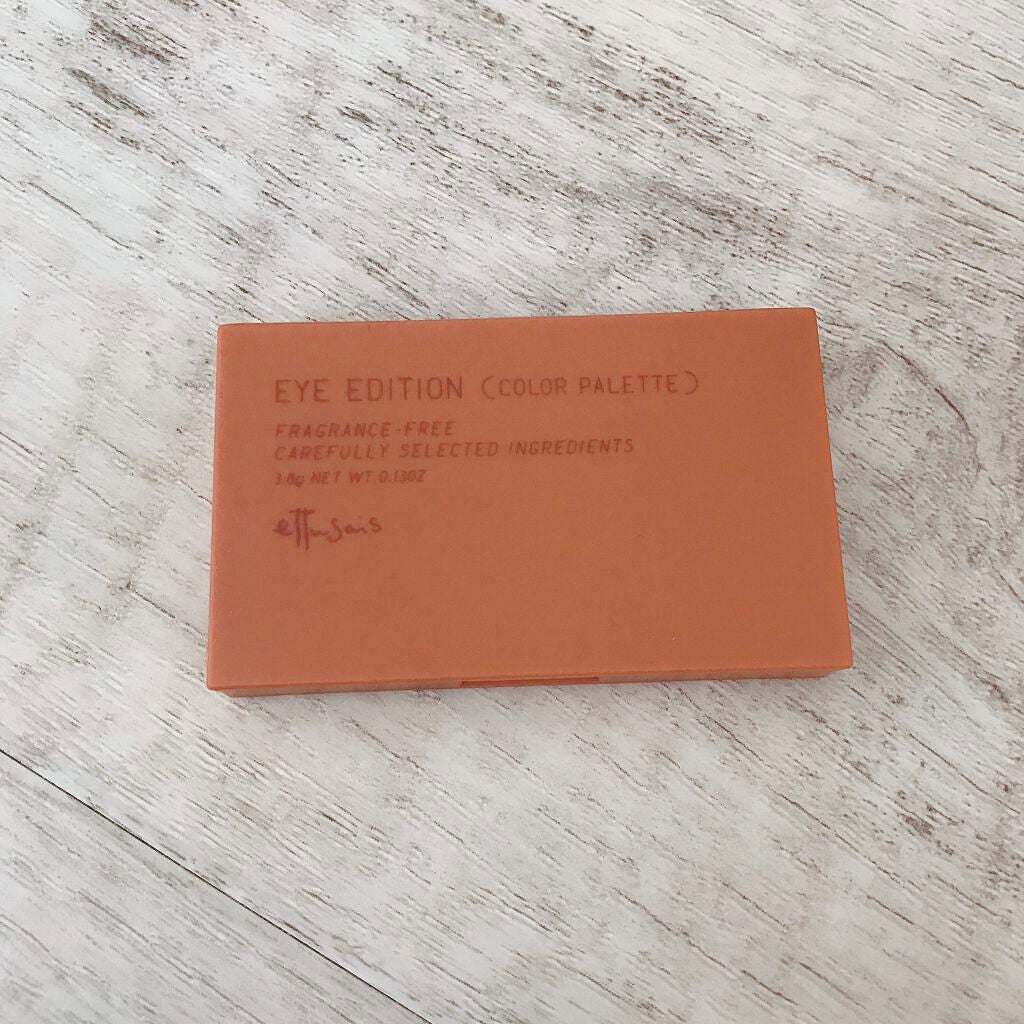 EYE EDITION (COLOR PALETTE)
FRAGRANCE-FREE
CAREFULLY SELECTED INGREDIENTS
3.8g NET WT.0.13OZ
ettusais